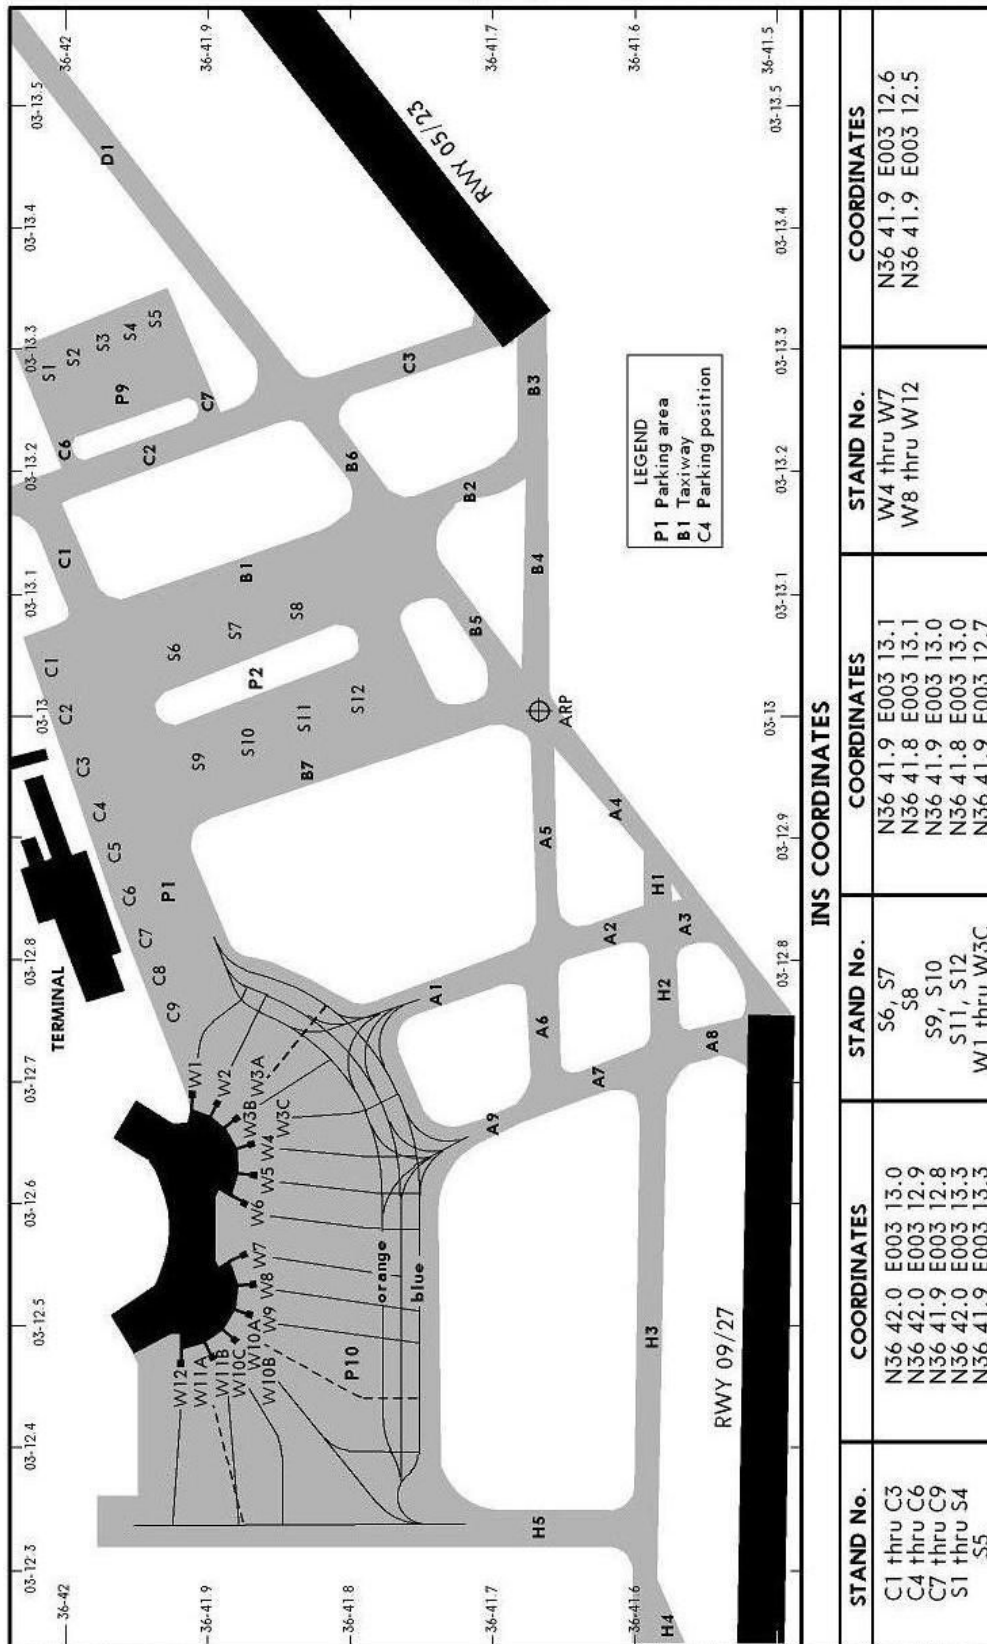 03-12.3
03-12.4
03-12.5
03-12.6
03-12.7
03-12.8
03-13
03-13.1
03-13.2
03-13.3
03-13.4
03-13.5
36-42
36-42
TERMINAL
C1
C2
C3
C4
C5
C6
C7
C8
C9
P1
C1
C6
C2
C7
P9
S1
S2
S3
S4
S5
D1
36-41.9
36-41.9
W1
W2
W3A
W3B
W3C
W4
W5
W6
W7
W8
W9
W10A
W10B
W10C
W11B
W11A
W12
S6
S7
S8
P2
S9
S10
S11
S12
B1
B7
B6
C3
RWY 05/23
36-41.8
P10
orange
blue
A1
A9
B2
B3
B4
B5
ARP
36-41.7
36-41.7
H5
A6
A5
A7
A2
A4
36-41.6
36-41.6
H4
H3
H2
H1
A8
A3
RWY 09/27
LEGEND
P1 Parking area
B1 Taxiway
C4 Parking position
36-41.5
03-12.8
03-12.9
03-13
03-13.1
03-13.2
03-13.3
03-13.4
03-13.5
INS COORDINATES
STAND No. COORDINATES STAND No. COORDINATES STAND No. COORDINATES
C1 thru C3 N36 42.0 E003 13.0 S6, S7 N36 41.9 E003 13.1 W4 thru W7 N36 41.9 E003 12.6
C4 thru C6 N36 42.0 E003 12.9 S8 N36 41.8 E003 13.1 W8 thru W12 N36 41.9 E003 12.5
C7 thru C9 N36 41.9 E003 12.8 S9, S10 N36 41.9 E003 13.0
S1 thru S4 N36 42.0 E003 13.3 S11, S12 N36 41.8 E003 13.0
S5 N36 41.9 E003 13.3 W1 thru W3C N36 41.9 E003 12.7